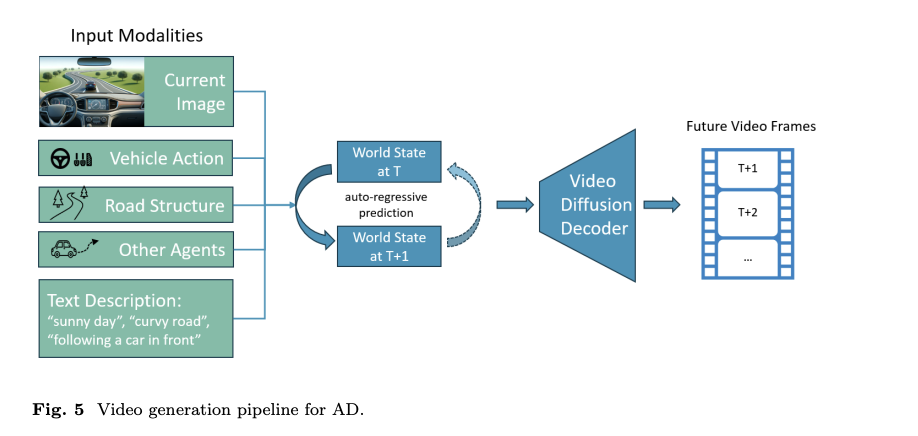 Input Modalities
Current
Image
Vehicle Action
Road Structure
Other Agents
Text Description:
“sunny day”, “curvy road”,
“following a car in front”
World State
at T
auto-regressive
prediction
World State
at T+1
Video
Diffusion
Decoder
Future Video Frames
T+1
T+2
...
Fig. 5 Video generation pipeline for AD.